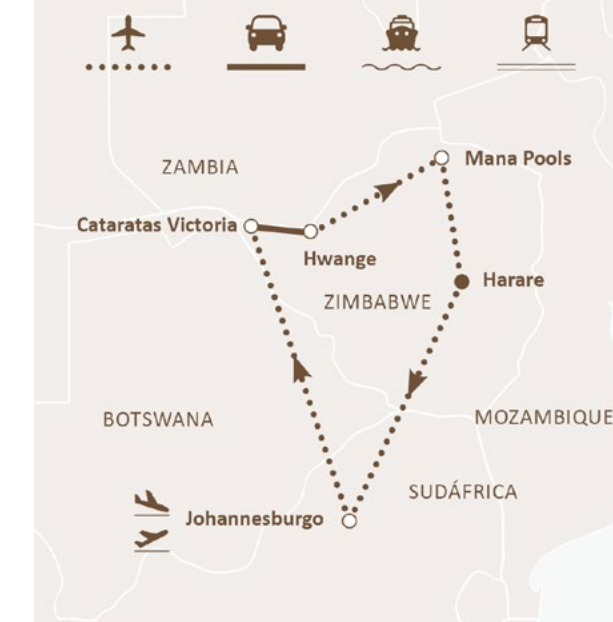 ZAMBIA
Mana Pools
Cataratas Victoria
Hwange
Harare
ZIMBABWE
BOTSWANA
MOZAMBIQUE
SUDÁFRICA
Johannesburgo